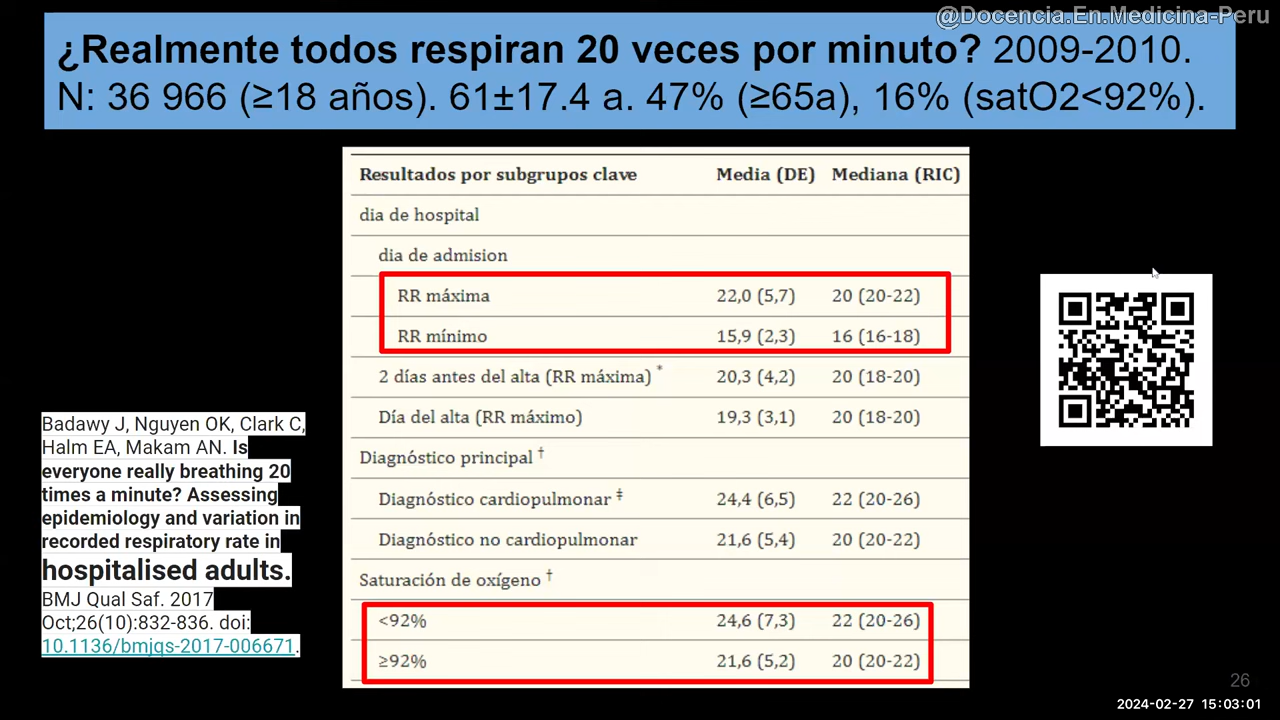 @Docencia.En.Medicina-Peru
¿Realmente todos respiran 20 veces por minuto? 2009-2010.
N: 36 966 (≥18 años). 61±17.4 a. 47% (≥65a), 16% (satO2<92%).
Resultados por subgrupos clave Media (DE) Mediana (RIC)
dia de hospital
dia de admision
RR máxima 22,0 (5,7) 20 (20-22)
RR mínimo 15,9 (2,3) 16 (16-18)
2 días antes del alta (RR máxima) * 20,3 (4,2) 20 (18-20)
Día del alta (RR máximo) 19,3 (3,1) 20 (18-20)
Diagnóstico principal †
Diagnóstico cardiopulmonar ‡ 24,4 (6,5) 22 (20-26)
Diagnóstico no cardiopulmonar 21,6 (5,4) 20 (20-22)
Saturación de oxígeno †
<92% 24,6 (7,3) 22 (20-26)
≥92% 21,6 (5,2) 20 (20-22)
Badawy J, Nguyen OK, Clark C,
Halm EA, Makam AN. Is
everyone really breathing 20
times a minute? Assessing
epidemiology and variation in
recorded respiratory rate in
hospitalised adults.
BMJ Qual Saf. 2017
Oct;26(10):832-836. doi:
10.1136/bmjqs-2017-006671.
26
2024-02-27 15:03:01